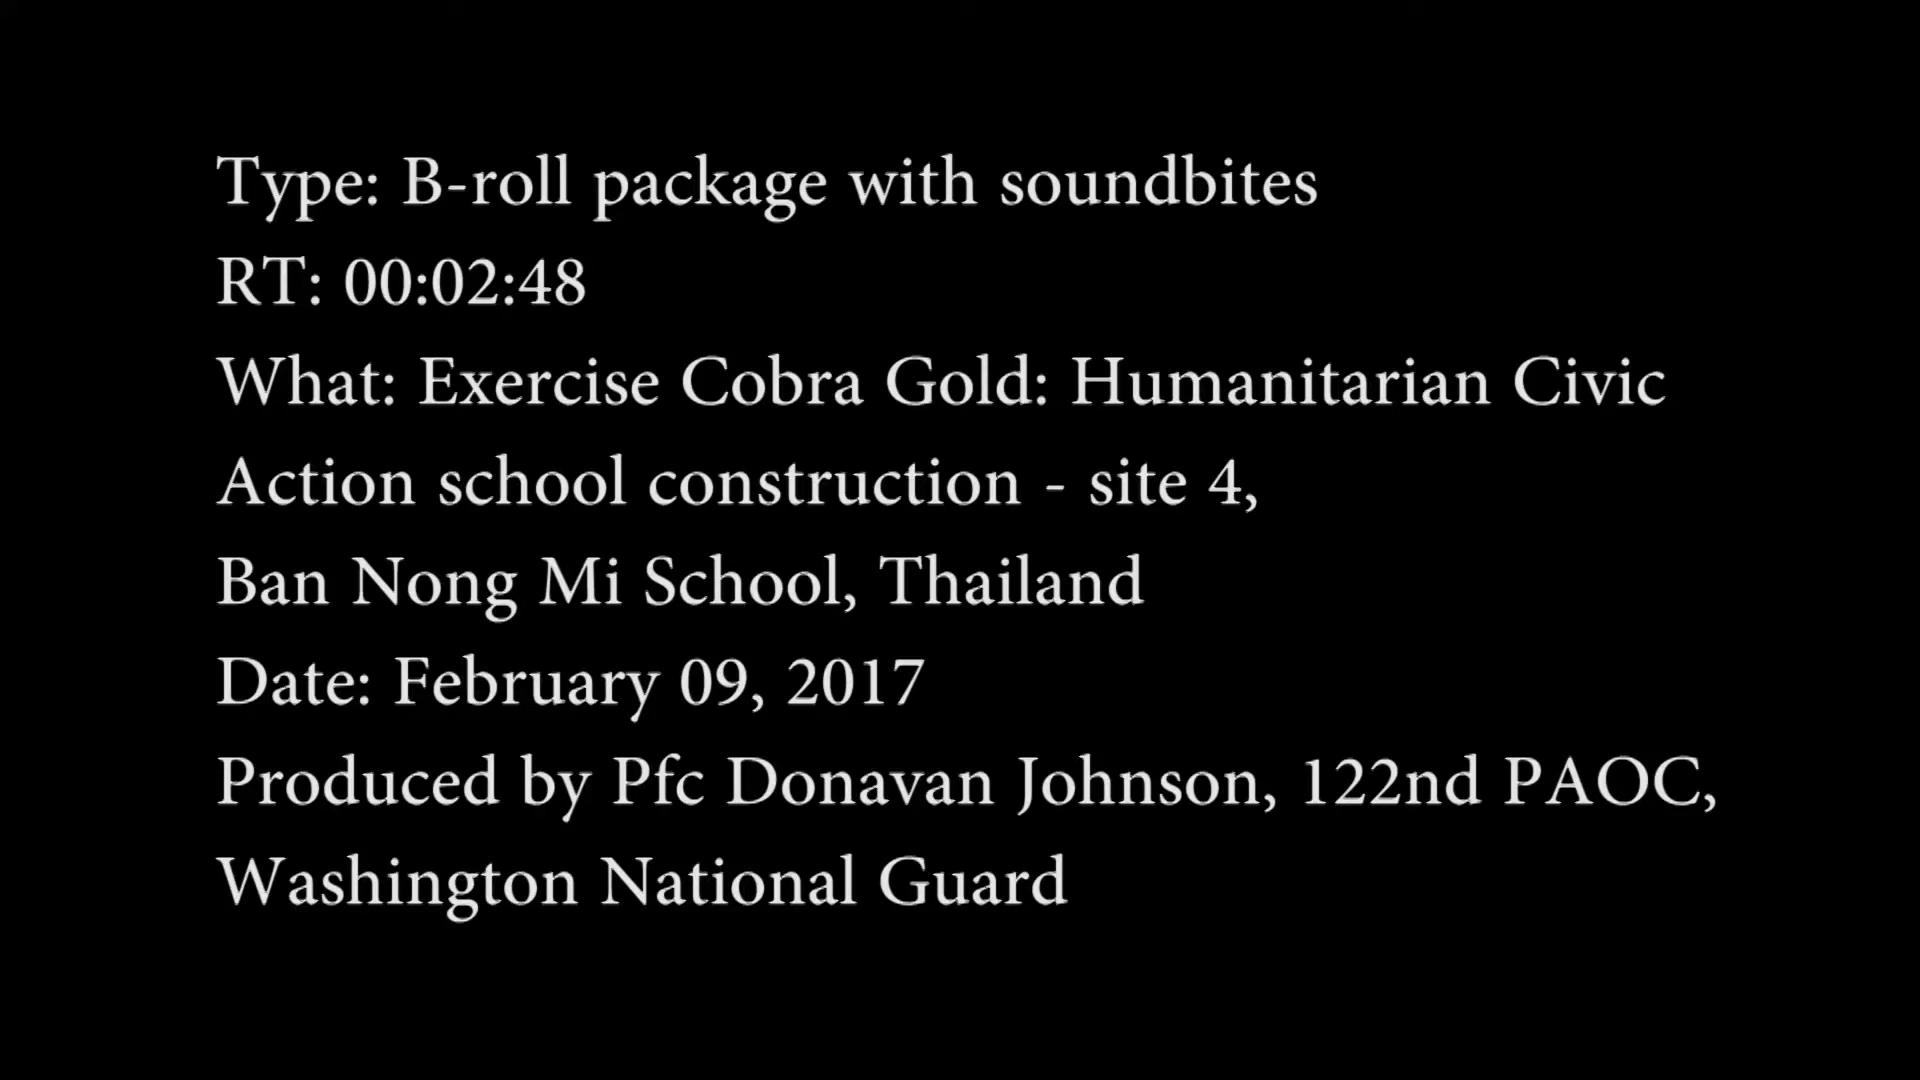 Type: B-roll package with soundbites
RT: 00:02:48
What: Exercise Cobra Gold: Humanitarian Civic
Action school construction - site 4,
Ban Nong Mi School, Thailand
Date: February 09, 2017
Produced by Pfc Donavan Johnson, 122nd PAOC,
Washington National Guard